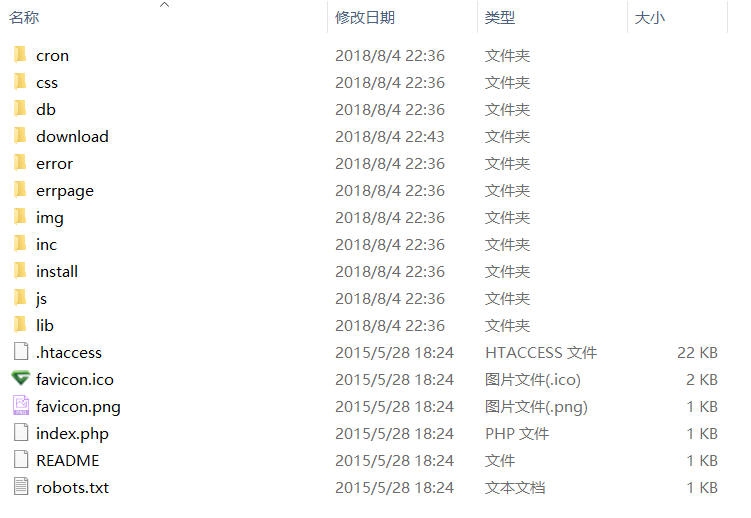 名称 修改日期 类型 大小
cron 2018/8/4 22:36 文件夹
css 2018/8/4 22:36 文件夹
db 2018/8/4 22:36 文件夹
download 2018/8/4 22:43 文件夹
error 2018/8/4 22:36 文件夹
errpage 2018/8/4 22:36 文件夹
img 2018/8/4 22:36 文件夹
inc 2018/8/4 22:36 文件夹
install 2018/8/4 22:36 文件夹
js 2018/8/4 22:36 文件夹
lib 2018/8/4 22:36 文件夹
.htaccess 2015/5/28 18:24 HTACCESS 文件 22 KB
favicon.ico 2015/5/28 18:24 图片文件(.ico) 2 KB
favicon.png 2015/5/28 18:24 图片文件(.png) 1 KB
index.php 2015/5/28 18:24 PHP 文件 1 KB
README 2015/5/28 18:24 文件 1 KB
robots.txt 2015/5/28 18:24 文本文档 1 KB